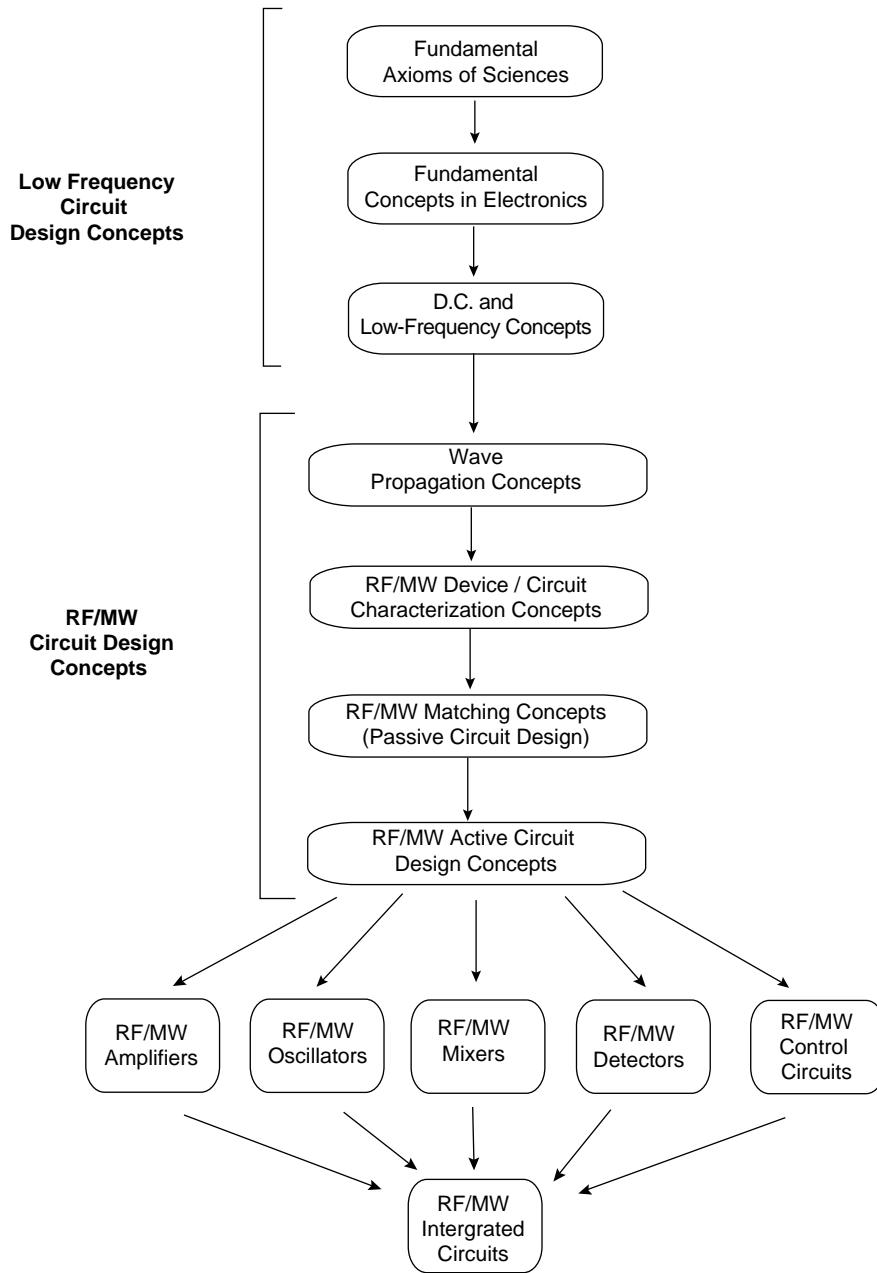 Fundamental
Axioms of Sciences
Fundamental
Concepts in Electronics
Low Frequency
Circuit
Design Concepts
D.C. and
Low-Frequency Concepts
Wave
Propagation Concepts
RF/MW Device / Circuit
Characterization Concepts
RF/MW
Circuit Design
Concepts
RF/MW Matching Concepts
(Passive Circuit Design)
RF/MW Active Circuit
Design Concepts
RF/MW
Amplifiers
RF/MW
Oscillators
RF/MW
Mixers
RF/MW
Detectors
RF/MW
Control
Circuits
RF/MW
Intergrated
Circuits